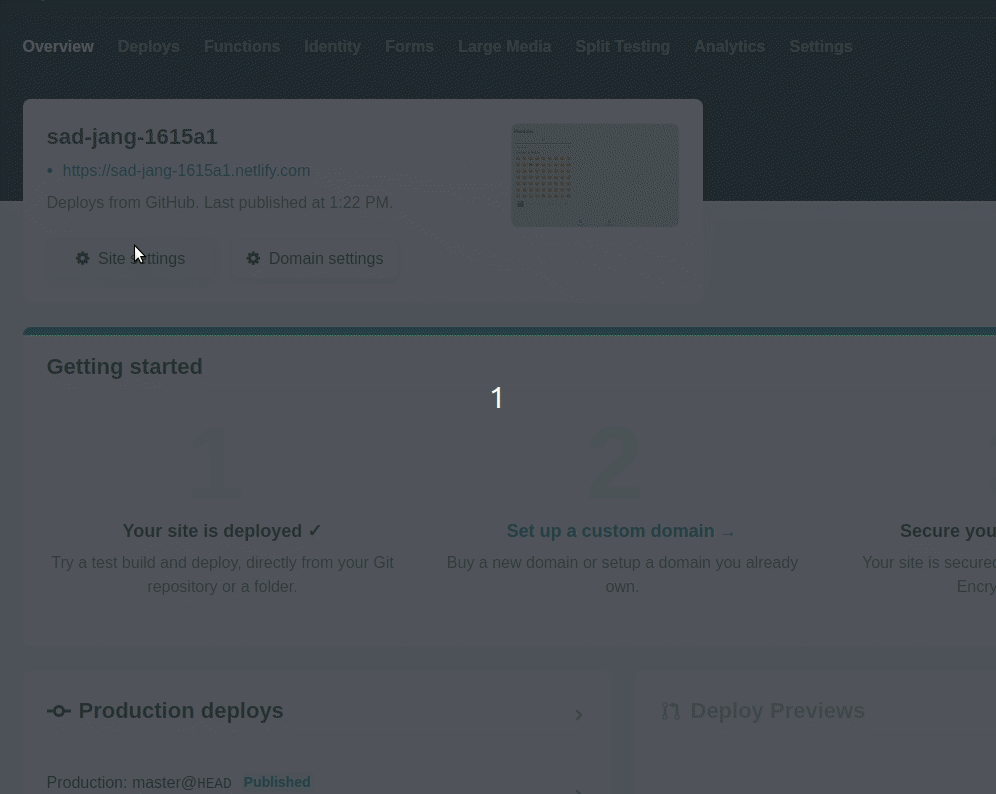 Overview Deploys Functions Identity Forms Large Media Split Testing Analytics Settings
sad-jang-1615a1
• https://sad-jang-1615a1.netlify.com
Deploys from GitHub. Last published at 1:22 PM.
Site settings Domain settings
Getting started
1
1 2
Your site is deployed ✓ Set up a custom domain → Secure you
Try a test build and deploy, directly from your Git Buy a new domain or setup a domain you already Your site is secure
repository or a folder. own. Encry
Production deploys › Deploy Previews
Production: master@HEAD Published